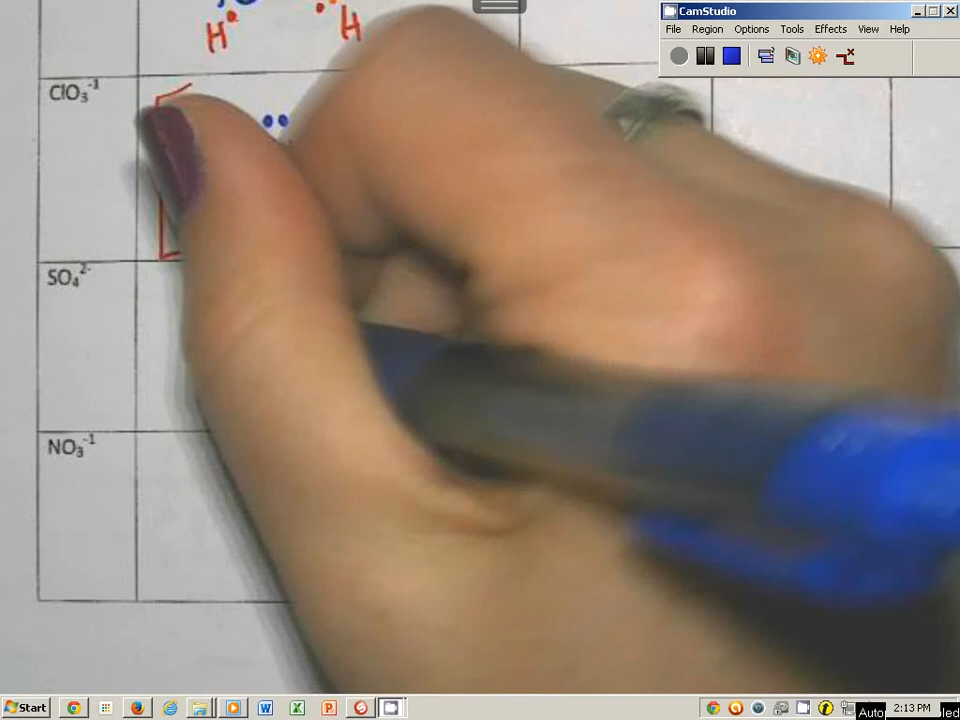 H H
CamStudio
File Region Options Tools Effects View Help
ClO₃⁻¹
SO₄²⁻
NO₃⁻¹
Start
2:13 PM